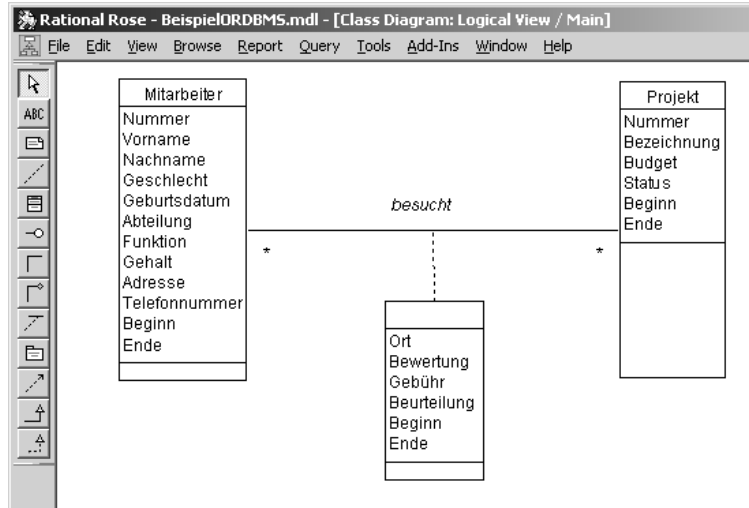 Rational Rose - BeispielORDBMS.mdl - [Class Diagram: Logical View / Main]
File Edit View Browse Report Query Tools Add-Ins Window Help
ABC
Mitarbeiter
Nummer
Vorname
Nachname
Geschlecht
Geburtsdatum
Abteilung
Funktion
Gehalt
Adresse
Telefonnummer
Beginn
Ende
besucht
*
*
Ort
Bewertung
Gebühr
Beurteilung
Beginn
Ende
Projekt
Nummer
Bezeichnung
Budget
Status
Beginn
Ende